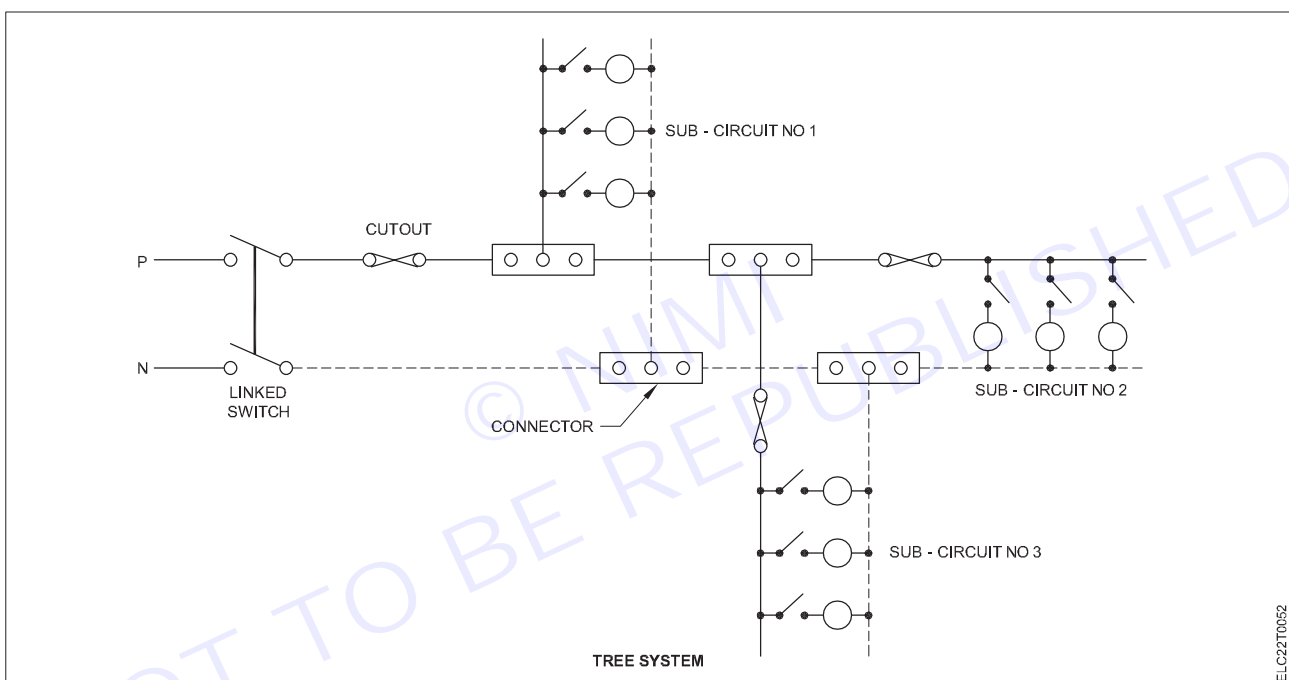 SUB - CIRCUIT NO 1
CUTOUT
P
N
LINKED
SWITCH
CONNECTOR
SUB - CIRCUIT NO 2
SUB - CIRCUIT NO 3
TREE SYSTEM
ELC22T0052
© NIMI
NOT TO BE REPUBLISHED